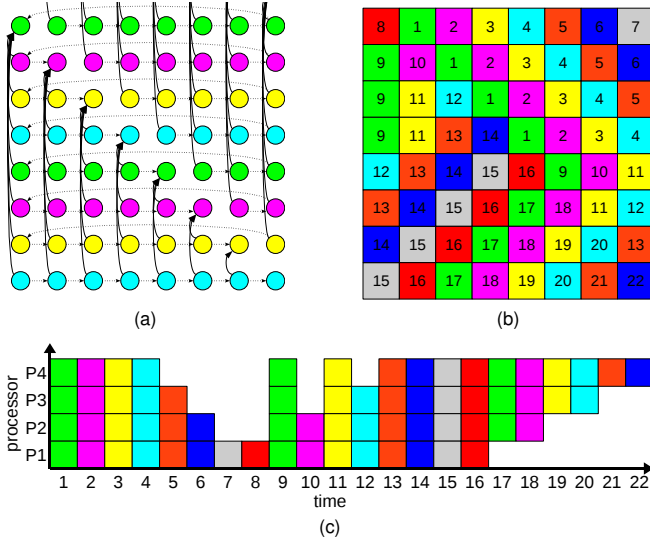 8 1 2 3 4 5 6 7
9 10 1 2 3 4 5 6
9 11 12 1 2 3 4 5
9 11 13 14 1 2 3 4
12 13 14 15 16 9 10 11
13 14 15 16 17 18 11 12
14 15 16 17 18 19 20 13
15 16 17 18 19 20 21 22
(a)
(b)
processor
P4
P3
P2
P1
1 2 3 4 5 6 7 8 9 10 11 12 13 14 15 16 17 18 19 20 21 22
time
(c)